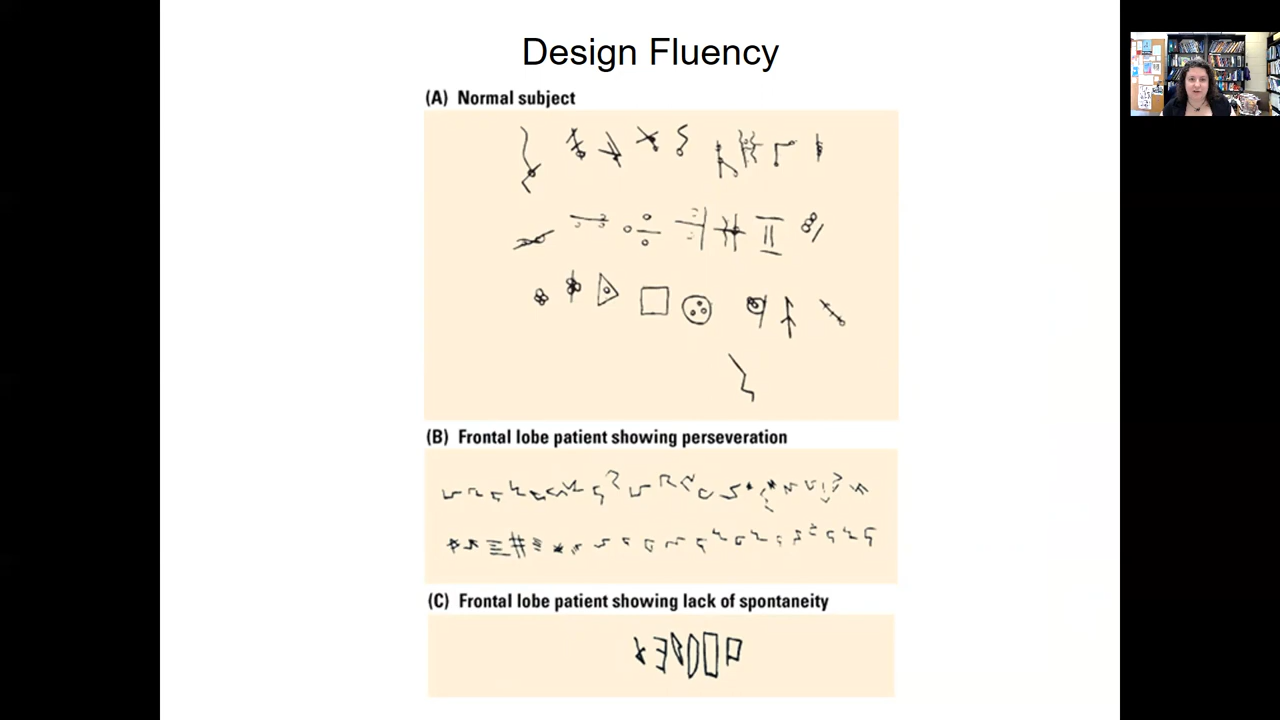 Design Fluency
(A) Normal subject
(B) Frontal lobe patient showing perseveration
(C) Frontal lobe patient showing lack of spontaneity